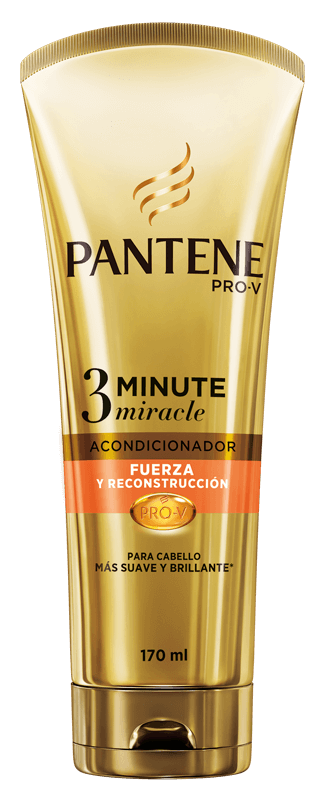 PANTENE
PRO-V
3 MINUTE
miracle
ACONDICIONADOR
FUERZA
Y RECONSTRUCCIÓN
PRO-V
PARA CABELLO
MÁS SUAVE Y BRILLANTE*
170 ml